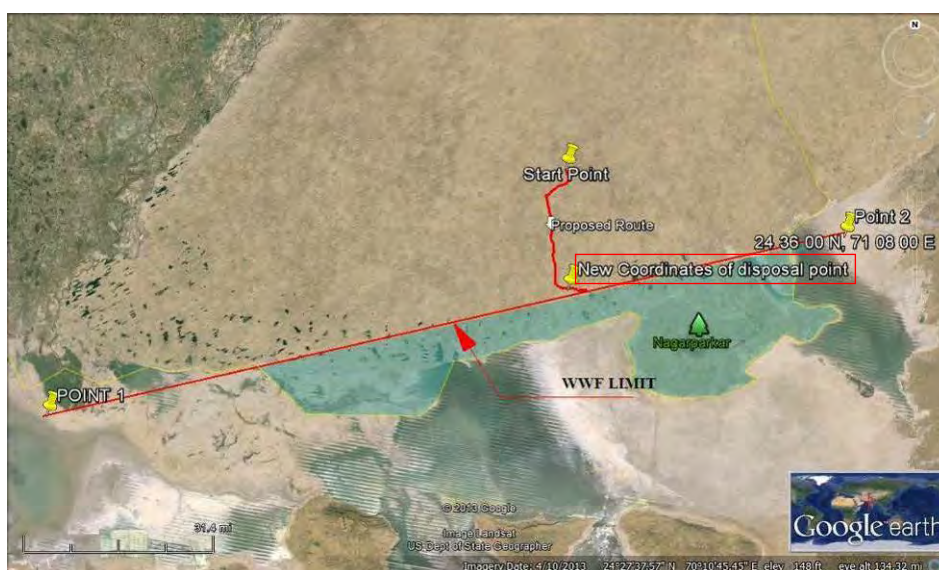 N
Start Point
Proposed Route
Point 2
24 36 00 N, 71 08 00 E
New Coordinates of disposal point
Nagarparkar
WWF LIMIT
POINT 1
© 2013 Google
Image Landsat
US Dept of State Geographer
31.4 mi
Google earth
Imagery Date: 4/10/2013 24°27'37.57" N 70°10'45.45" E elev 148 ft eye alt 134.32 mi